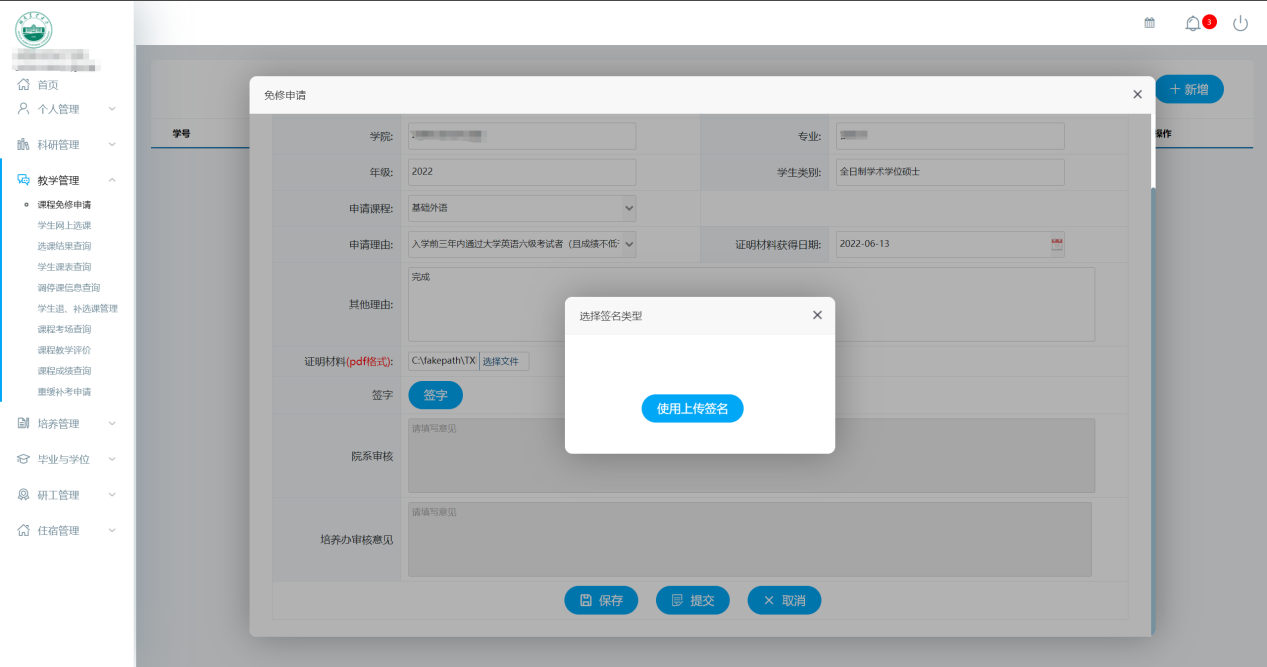 3
首页
个人管理
科研管理
教学管理
课程免修申请
学生网上选课
选课结果查询
学生课表查询
调停课信息查询
学生退、补选课管理
课程考场查询
课程教学评价
课程成绩查询
重缓补考申请
培养管理
毕业与学位
研工管理
住宿管理
新增
学号
操作
免修申请
学院:
专业:
年级: 2022
学生类别: 全日制学术学位硕士
申请课程: 基础外语
申请理由: 入学前三年内通过大学英语六级考试者（且成绩不低于
证明材料获得日期: 2022-06-13
其他理由: 完成
证明材料(pdf格式): C:\fakepath\TX 选择文件
签字 签字
院系审核 请填写意见
培养办审核意见 请填写意见
保存 提交 取消
选择签名类型
使用上传签名